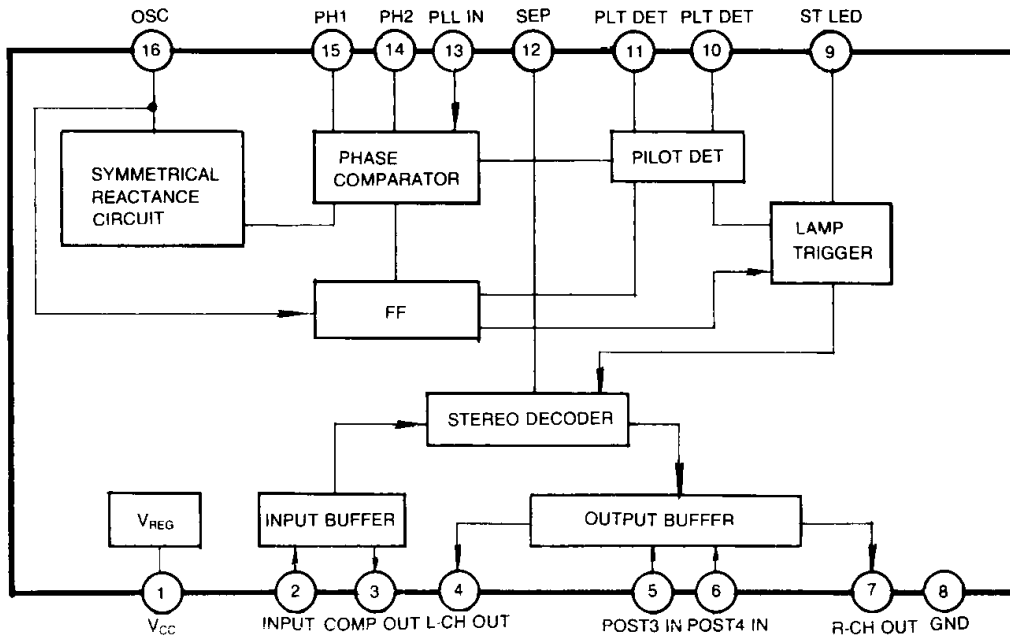 OSC PH1 PH2 PLL IN SEP PLT DET PLT DET ST LED
16 15 14 13 12 11 10 9
SYMMETRICAL
REACTANCE
CIRCUIT
PHASE
COMPARATOR
PILOT DET
LAMP
TRIGGER
FF
STEREO DECODER
VREG
INPUT BUFFER
OUTPUT BUFFFR
1 2 3 4 5 6 7 8
VCC INPUT COMP OUT L-CH OUT POST3 IN POST4 IN R-CH OUT GND